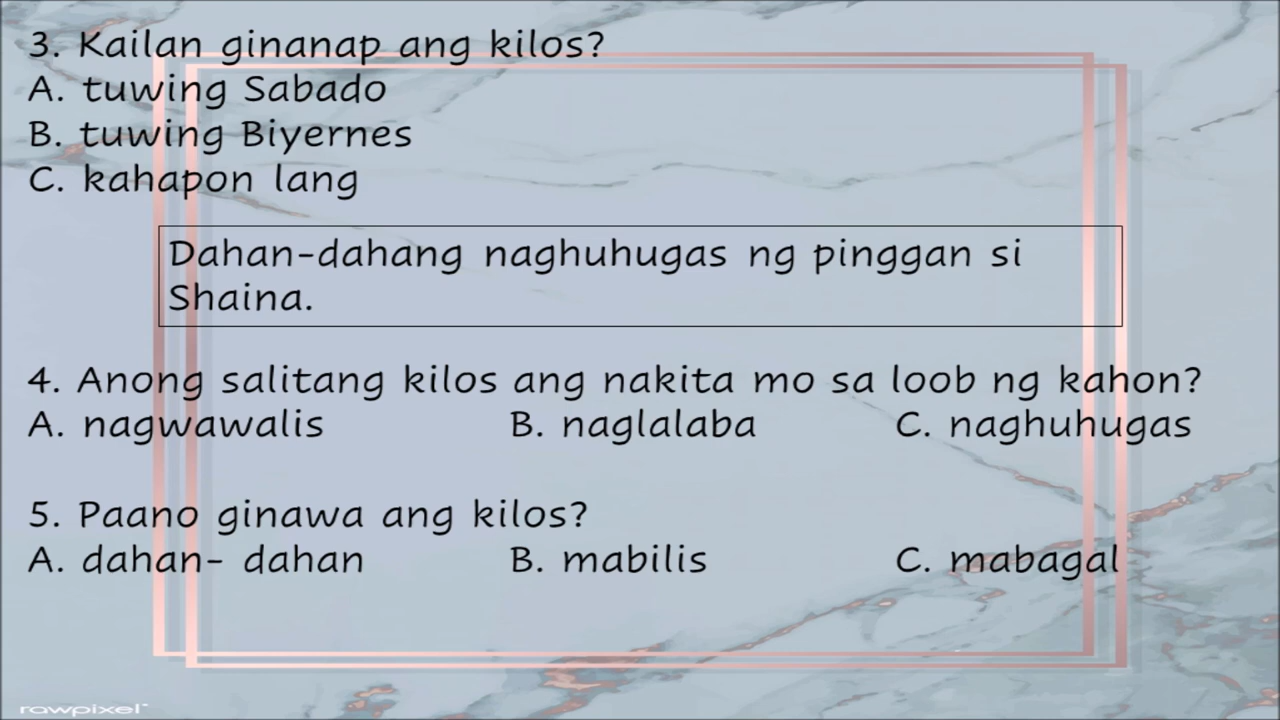 3. Kailan ginanap ang kilos?
A. tuwing Sabado
B. tuwing Biyernes
C. kahapon lang
Dahan-dahang naghuhugas ng pinggan si
Shaina.
4. Anong salitang kilos ang nakita mo sa loob ng kahon?
A. nagwawalis B. naglalaba C. naghuhugas
5. Paano ginawa ang kilos?
A. dahan- dahan B. mabilis C. mabagal
rawpixel